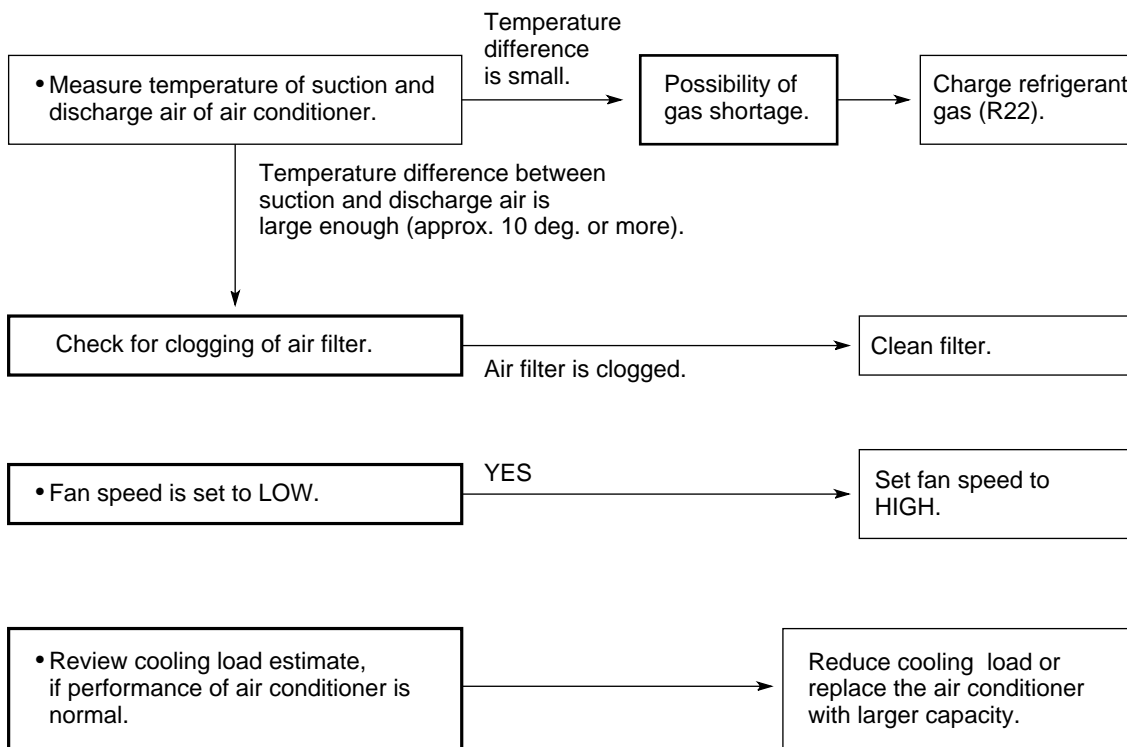 Temperature
difference
is small.
• Measure temperature of suction and
discharge air of air conditioner.
Possibility of
gas shortage.
Charge refrigerant
gas (R22).
Temperature difference between
suction and discharge air is
large enough (approx. 10 deg. or more).
Check for clogging of air filter.
Air filter is clogged.
Clean filter.
• Fan speed is set to LOW.
YES
Set fan speed to
HIGH.
• Review cooling load estimate,
if performance of air conditioner is
normal.
Reduce cooling load or
replace the air conditioner
with larger capacity.